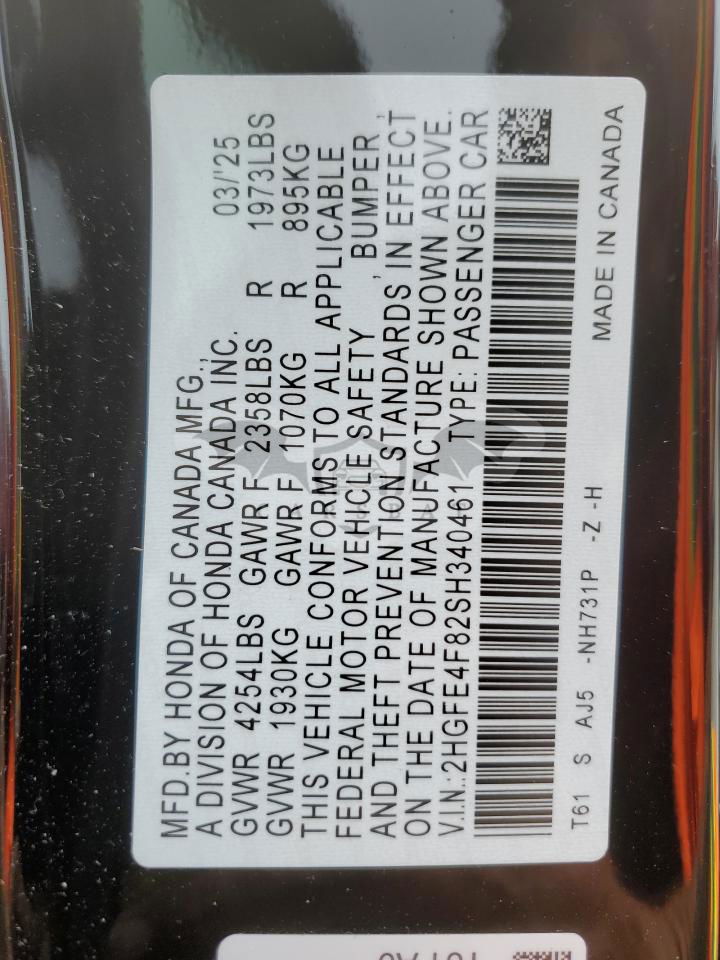 MFD.BY HONDA OF CANADA MFG.,
A DIVISION OF HONDA CANADA INC. 03/'25
GVWR 4254LBS GAWR F 2358LBS R 1973LBS
GVWR 1930KG GAWR F 1070KG R 895KG
THIS VEHICLE CONFORMS TO ALL APPLICABLE
FEDERAL MOTOR VEHICLE SAFETY , BUMPER ,
AND THEFT PREVENTION STANDARDS IN EFFECT
ON THE DATE OF MANUFACTURE SHOWN ABOVE.
V.I.N.:2HGFE4F82SH340461 TYPE: PASSENGER CAR
T61 S AJ5 -NH731P -Z -H
MADE IN CANADA